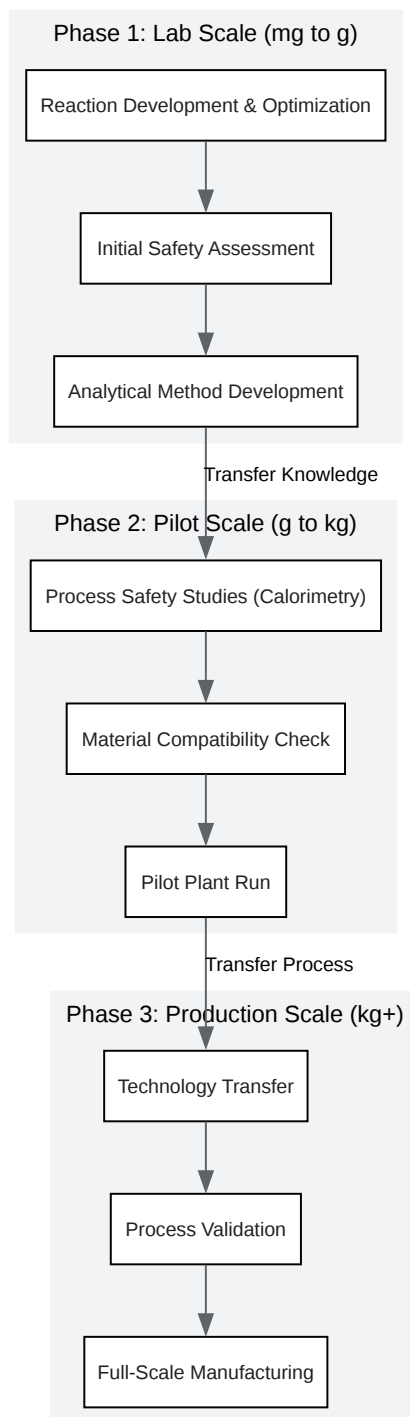 Phase 1: Lab Scale (mg to g)
Reaction Development & Optimization
Initial Safety Assessment
Analytical Method Development
Transfer Knowledge
Phase 2: Pilot Scale (g to kg)
Process Safety Studies (Calorimetry)
Material Compatibility Check
Pilot Plant Run
Transfer Process
Phase 3: Production Scale (kg+)
Technology Transfer
Process Validation
Full-Scale Manufacturing